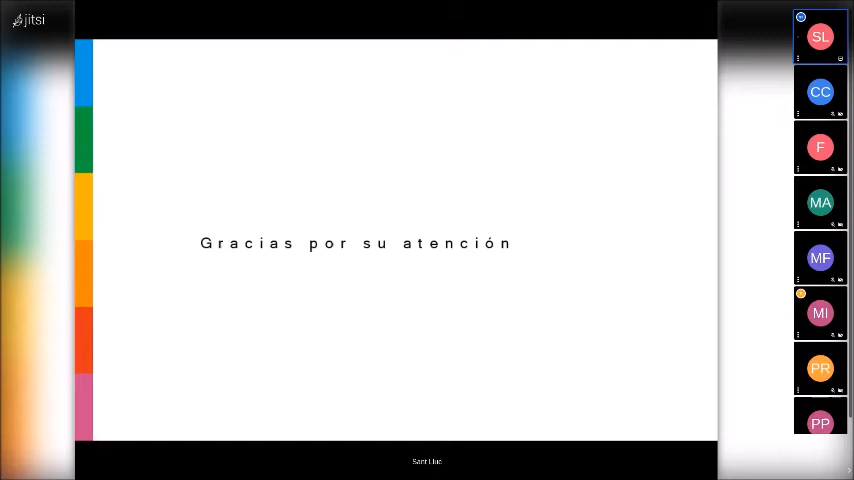 jitsi
Gracias por su atención
Sant Lluc
SL
CC
F
MA
MF
MI
PR
PP